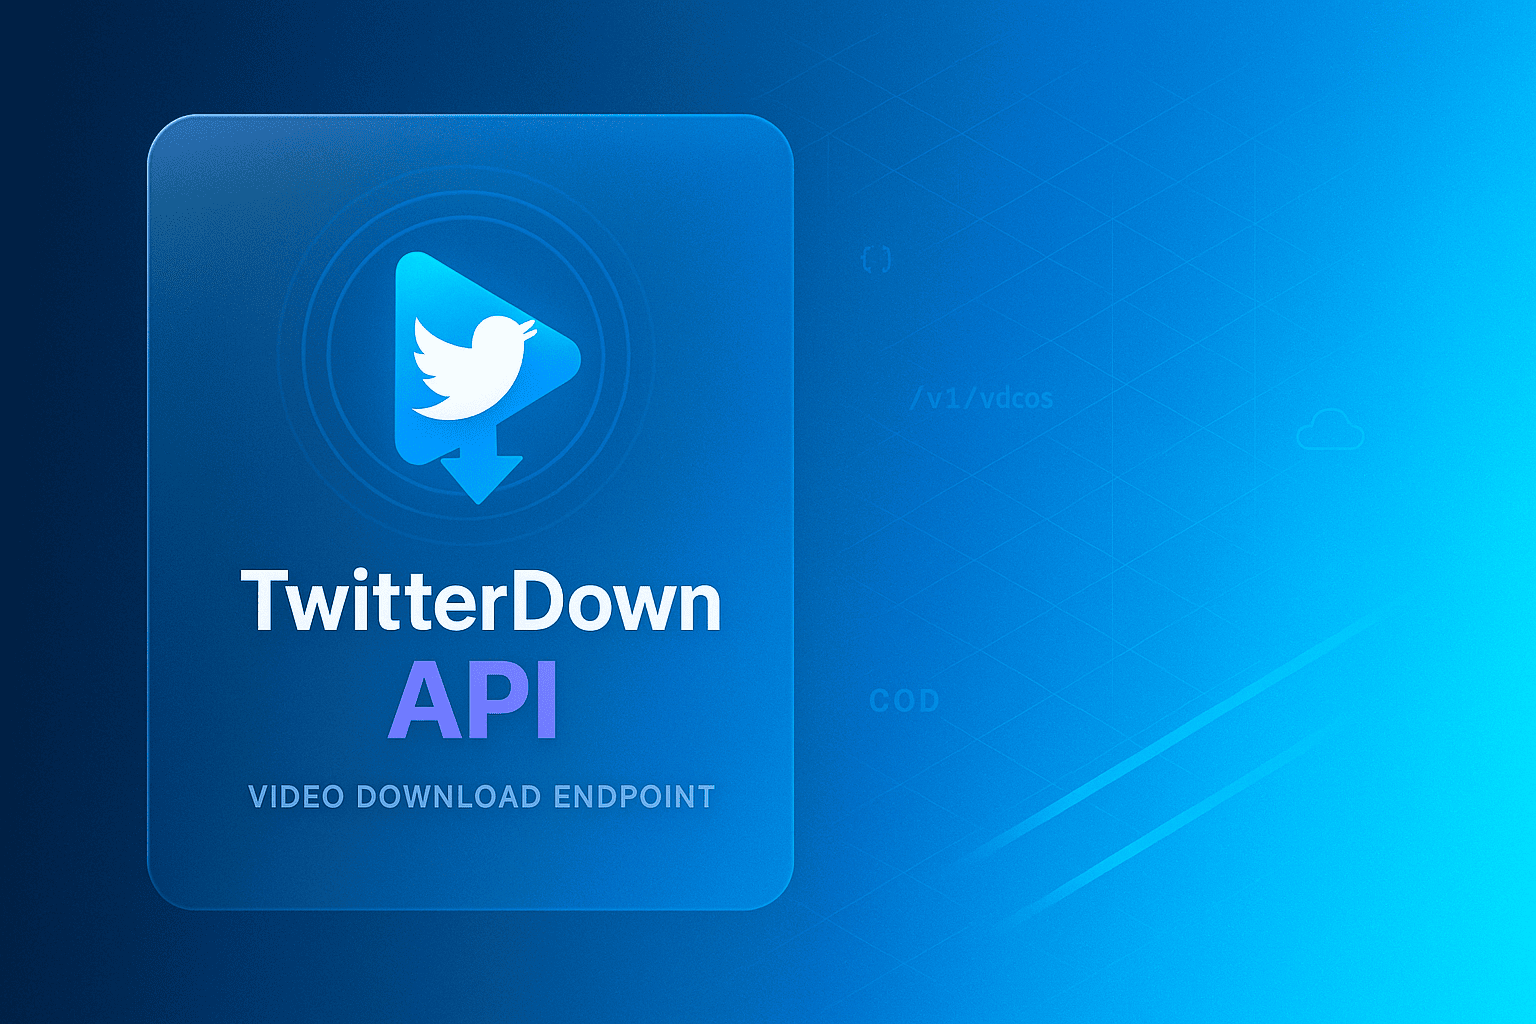 TwitterDown
API
VIDEO DOWNLOAD ENDPOINT
{}
/v1/vdcos
COD